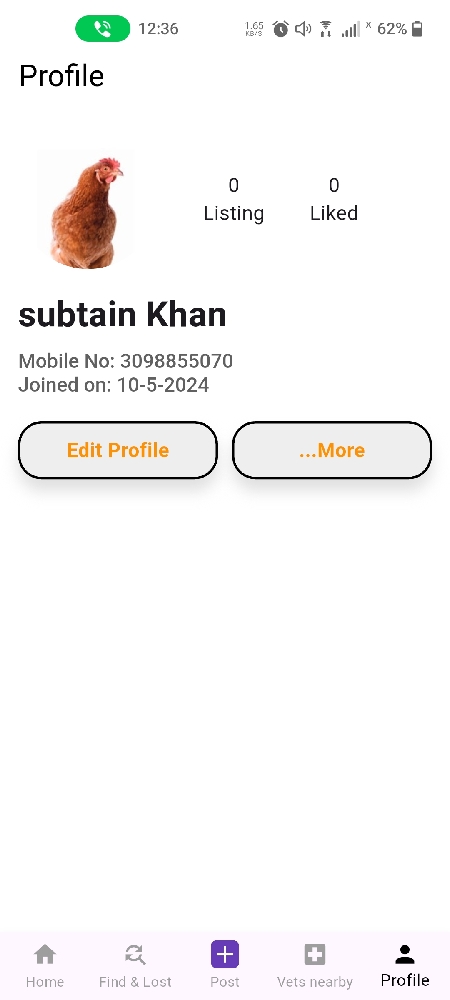 12:36 1.65 KB/S x 62%
Profile
0 0
Listing Liked
subtain Khan
Mobile No: 3098855070
Joined on: 10-5-2024
Edit Profile ...More
Home Find & Lost Post Vets nearby Profile